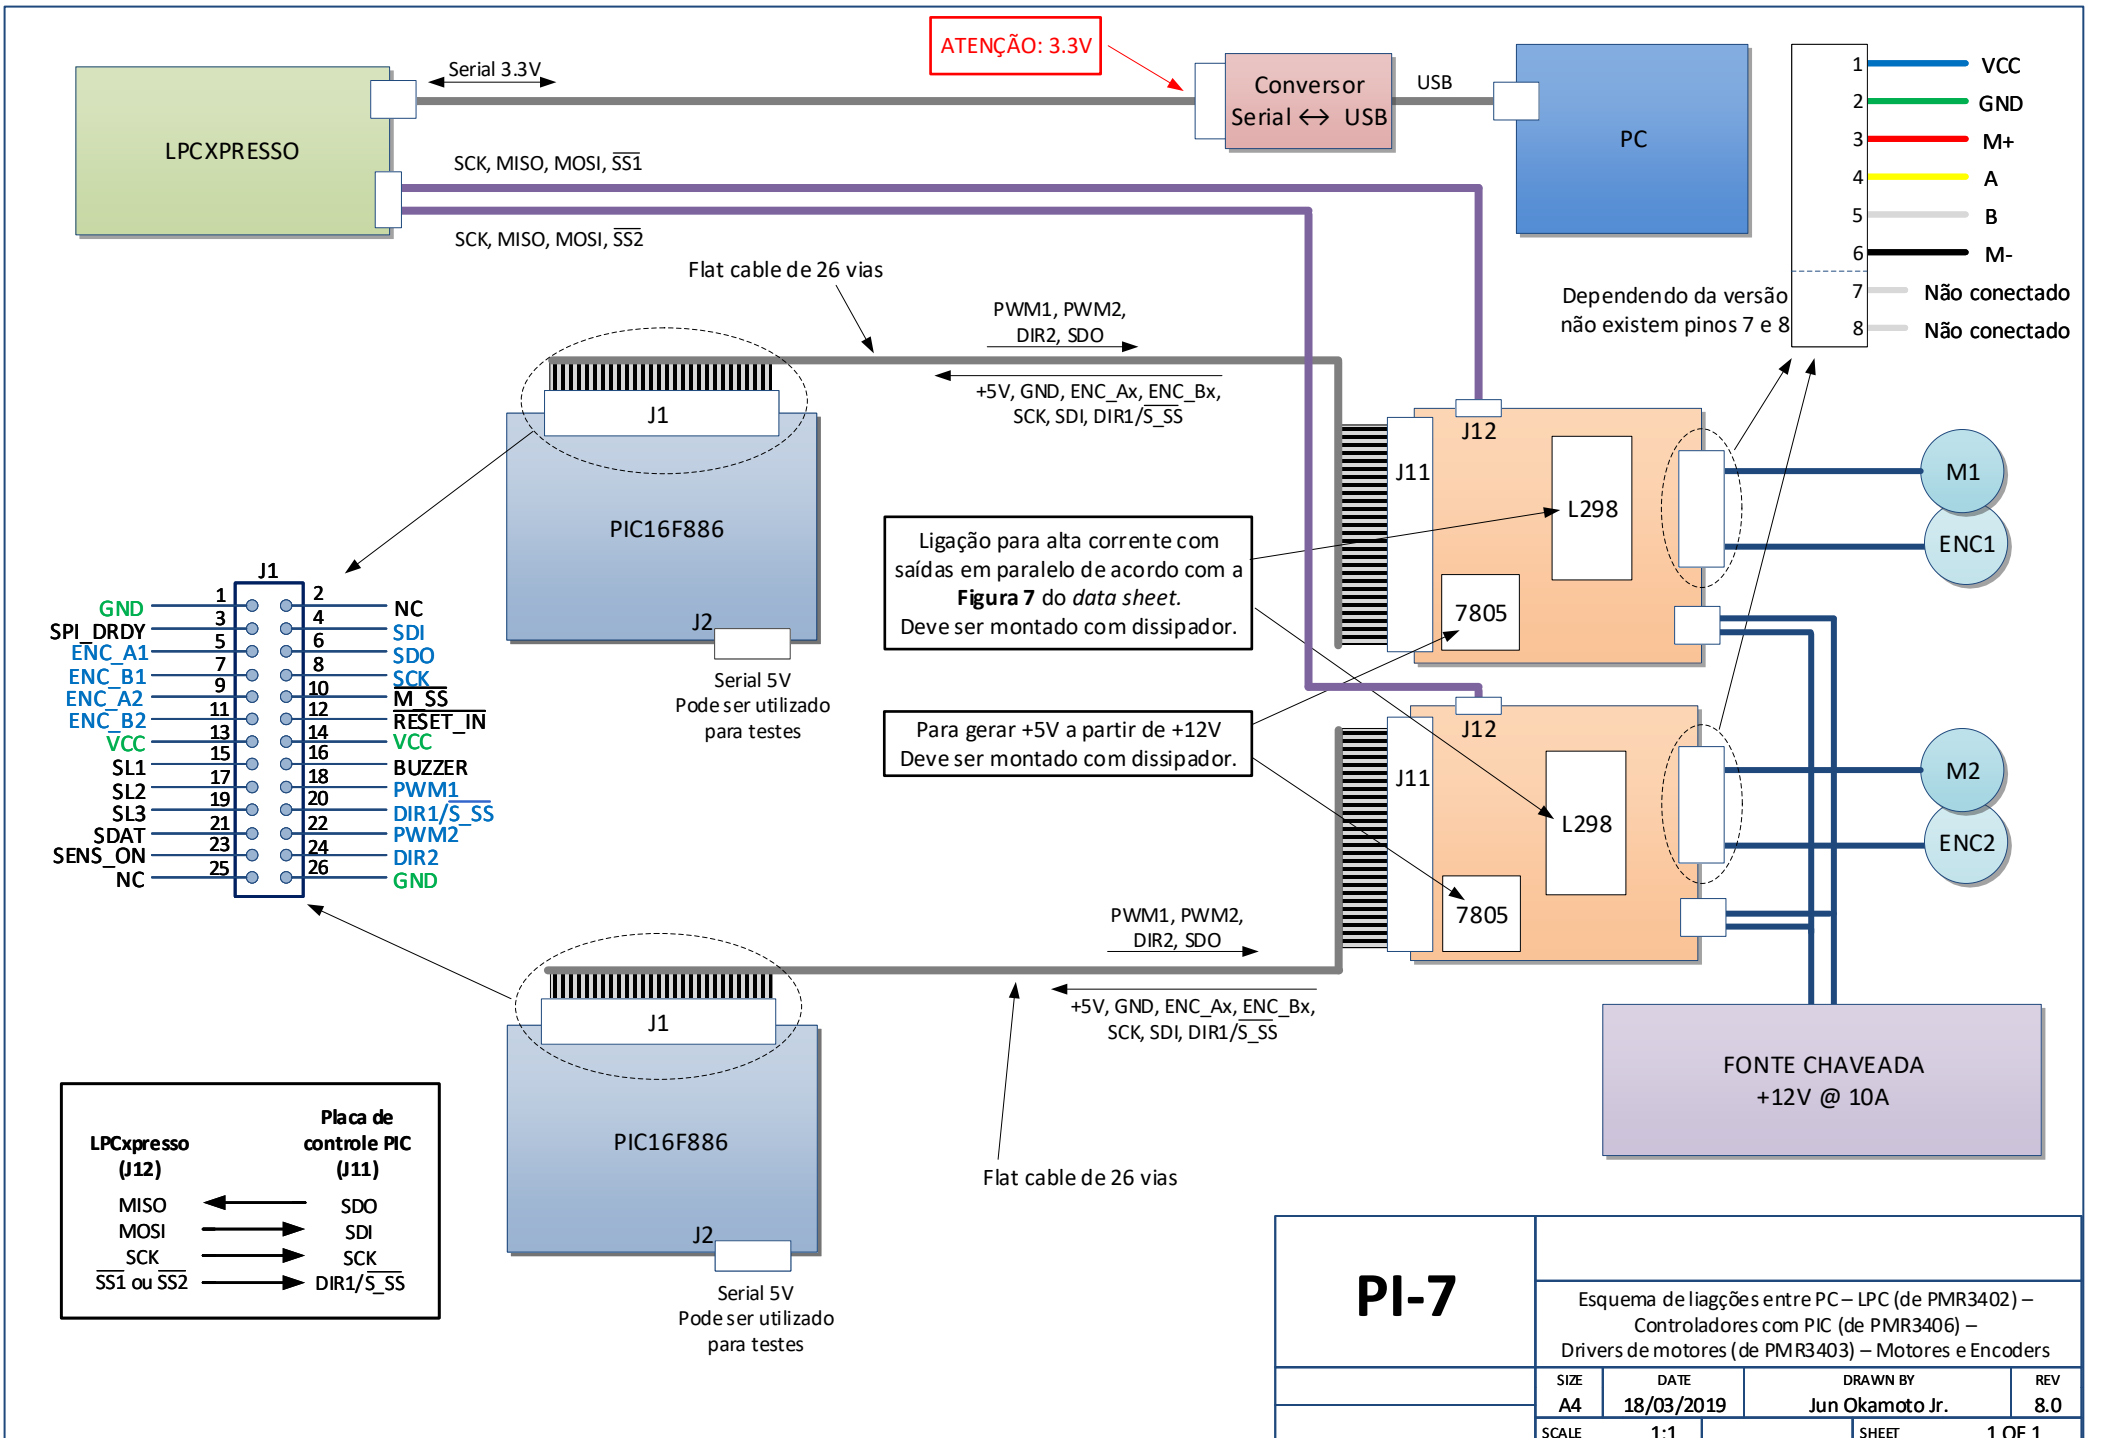 ATENÇÃO: 3.3V
Serial 3.3V
LPCXPRESSO
Conversor
Serial ↔ USB
USB
PC
1 VCC
2 GND
3 M+
4 A
5 B
6 M-
7 Não conectado
8 Não conectado
Dependendo da versão
não existem pinos 7 e 8
SCK, MISO, MOSI, S̅S̅1̅
SCK, MISO, MOSI, S̅S̅2̅
Flat cable de 26 vias
PWM1, PWM2,
DIR2, SDO
+5V, GND, ENC_Ax, ENC_Bx,
SCK, SDI, DIR1/S̅_̅S̅S̅
J1
PIC16F886
J2
Serial 5V
Pode ser utilizado
para testes
J12
J11
L298
7805
M1
ENC1
Ligação para alta corrente com
saídas em paralelo de acordo com a
Figura 7 do data sheet.
Deve ser montado com dissipador.
Para gerar +5V a partir de +12V
Deve ser montado com dissipador.
J12
J11
L298
7805
M2
ENC2
J1
GND 1 2 NC
SPI_DRDY 3 4 SDI
ENC_A1 5 6 SDO
ENC_B1 7 8 SCK
ENC_A2 9 10 M̅_̅S̅S̅
ENC_B2 11 12 R̅E̅S̅E̅T̅_̅I̅N̅
VCC 13 14 VCC
SL1 15 16 BUZZER
SL2 17 18 PWM1
SL3 19 20 DIR1/S̅_̅S̅S̅
SDAT 21 22 PWM2
SENS_ON 23 24 DIR2
NC 25 26 GND
PWM1, PWM2,
DIR2, SDO
+5V, GND, ENC_Ax, ENC_Bx,
SCK, SDI, DIR1/S̅_̅S̅S̅
J1
PIC16F886
J2
Serial 5V
Pode ser utilizado
para testes
Flat cable de 26 vias
FONTE CHAVEADA
+12V @ 10A
LPCxpresso
(J12)
Placa de
controle PIC
(J11)
MISO SDO
MOSI SDI
SCK SCK
S̅S̅1̅ ou S̅S̅2̅ DIR1/S̅_̅S̅S̅
PI-7
Esquema de liagções entre PC – LPC (de PMR3402) –
Controladores com PIC (de PMR3406) –
Drivers de motores (de PMR3403) – Motores e Encoders
SIZE DATE DRAWN BY REV
A4 18/03/2019 Jun Okamoto Jr. 8.0
SCALE 1:1 SHEET 1 OF 1